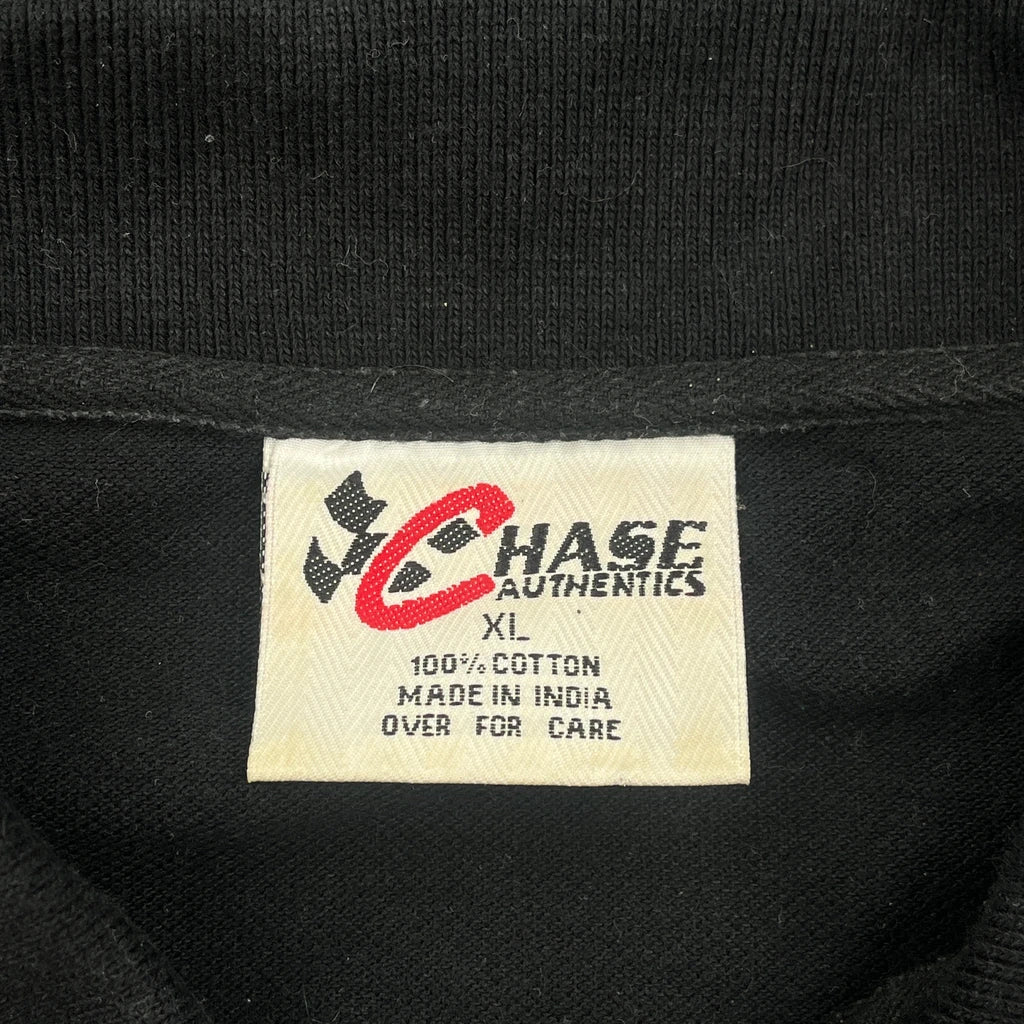 CHASE
AUTHENTICS
XL
100% COTTON
MADE IN INDIA
OVER FOR CARE